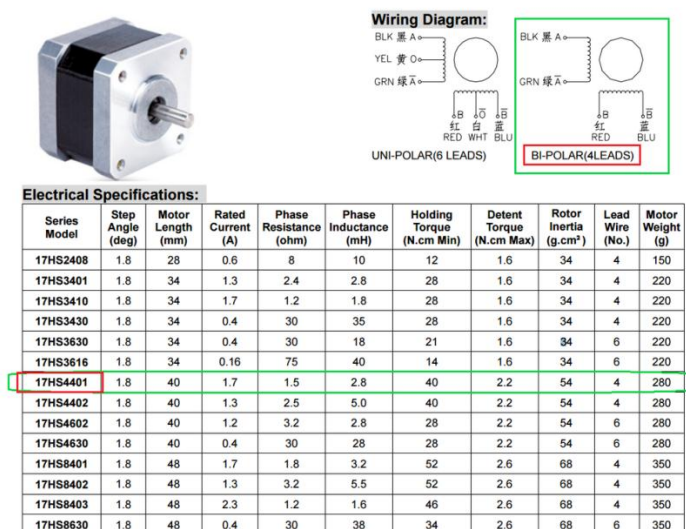 Wiring Diagram:
BLK 黑 A
YEL 黄 O
GRN 绿 A̅
B O̅ B̅
红 白 蓝
RED WHT BLU
UNI-POLAR(6 LEADS)
BLK 黑 A
GRN 绿 A̅
B B̅
红 蓝
RED BLU
BI-POLAR(4LEADS)
Electrical Specifications:
Series Model Step Angle (deg) Motor Length (mm) Rated Current (A) Phase Resistance (ohm) Phase Inductance (mH) Holding Torque (N.cm Min) Detent Torque (N.cm Max) Rotor Inertia (g.cm²) Lead Wire (No.) Motor Weight (g)
17HS2408 1.8 28 0.6 8 10 12 1.6 34 4 150
17HS3401 1.8 34 1.3 2.4 2.8 28 1.6 34 4 220
17HS3410 1.8 34 1.7 1.2 1.8 28 1.6 34 4 220
17HS3430 1.8 34 0.4 30 35 28 1.6 34 4 220
17HS3630 1.8 34 0.4 30 18 21 1.6 34 6 220
17HS3616 1.8 34 0.16 75 40 14 1.6 34 6 220
17HS4401 1.8 40 1.7 1.5 2.8 40 2.2 54 4 280
17HS4402 1.8 40 1.3 2.5 5.0 40 2.2 54 4 280
17HS4602 1.8 40 1.2 3.2 2.8 28 2.2 54 6 280
17HS4630 1.8 40 0.4 30 28 28 2.2 54 6 280
17HS8401 1.8 48 1.7 1.8 3.2 52 2.6 68 4 350
17HS8402 1.8 48 1.3 3.2 5.5 52 2.6 68 4 350
17HS8403 1.8 48 2.3 1.2 1.6 46 2.6 68 4 350
17HS8630 1.8 48 0.4 30 38 34 2.6 68 350